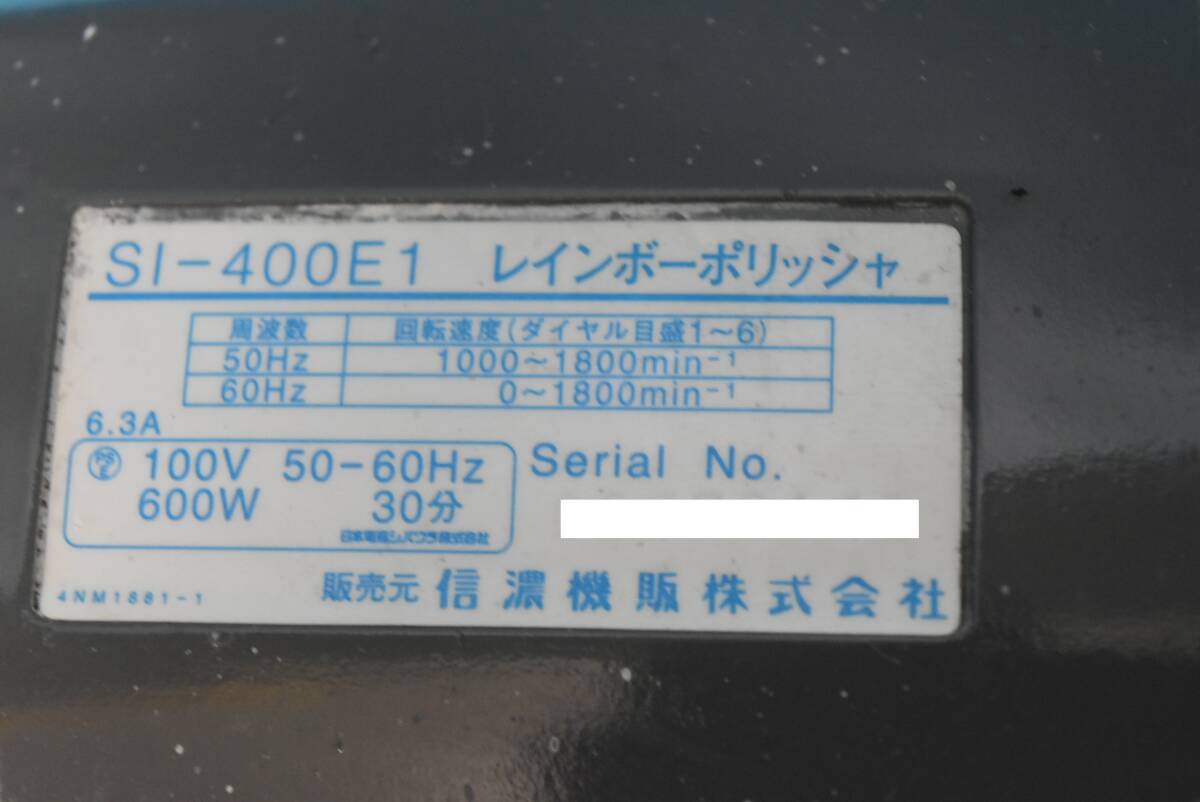 SI-400E1 レインボーポリッシャ
周波数 回転速度(ダイヤル目盛1〜6)
50Hz 1000〜1800min⁻¹
60Hz 0〜1800min⁻¹
6.3A
100V 50-60Hz
600W 30分
Serial No.
4NM1881-1
販売元 信濃機販株式会社